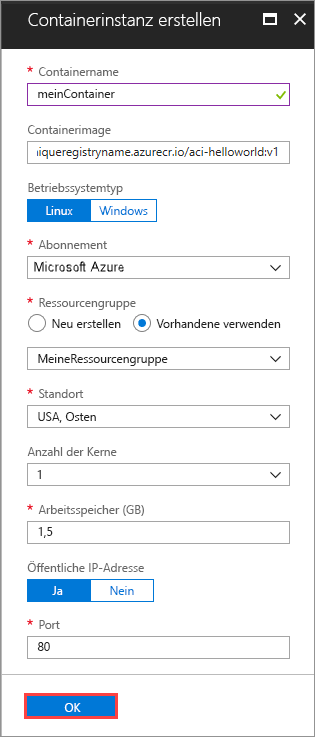 Containerinstanz erstellen
* Containername
meinContainer
Containerimage
iqueregistryname.azurecr.io/aci-helloworld:v1
Betriebssystemtyp
Linux Windows
* Abonnement
Microsoft Azure
* Ressourcengruppe
Neu erstellen Vorhandene verwenden
MeineRessourcengruppe
* Standort
USA, Osten
Anzahl der Kerne
1
* Arbeitsspeicher (GB)
1,5
Öffentliche IP-Adresse
Ja Nein
* Port
80
OK